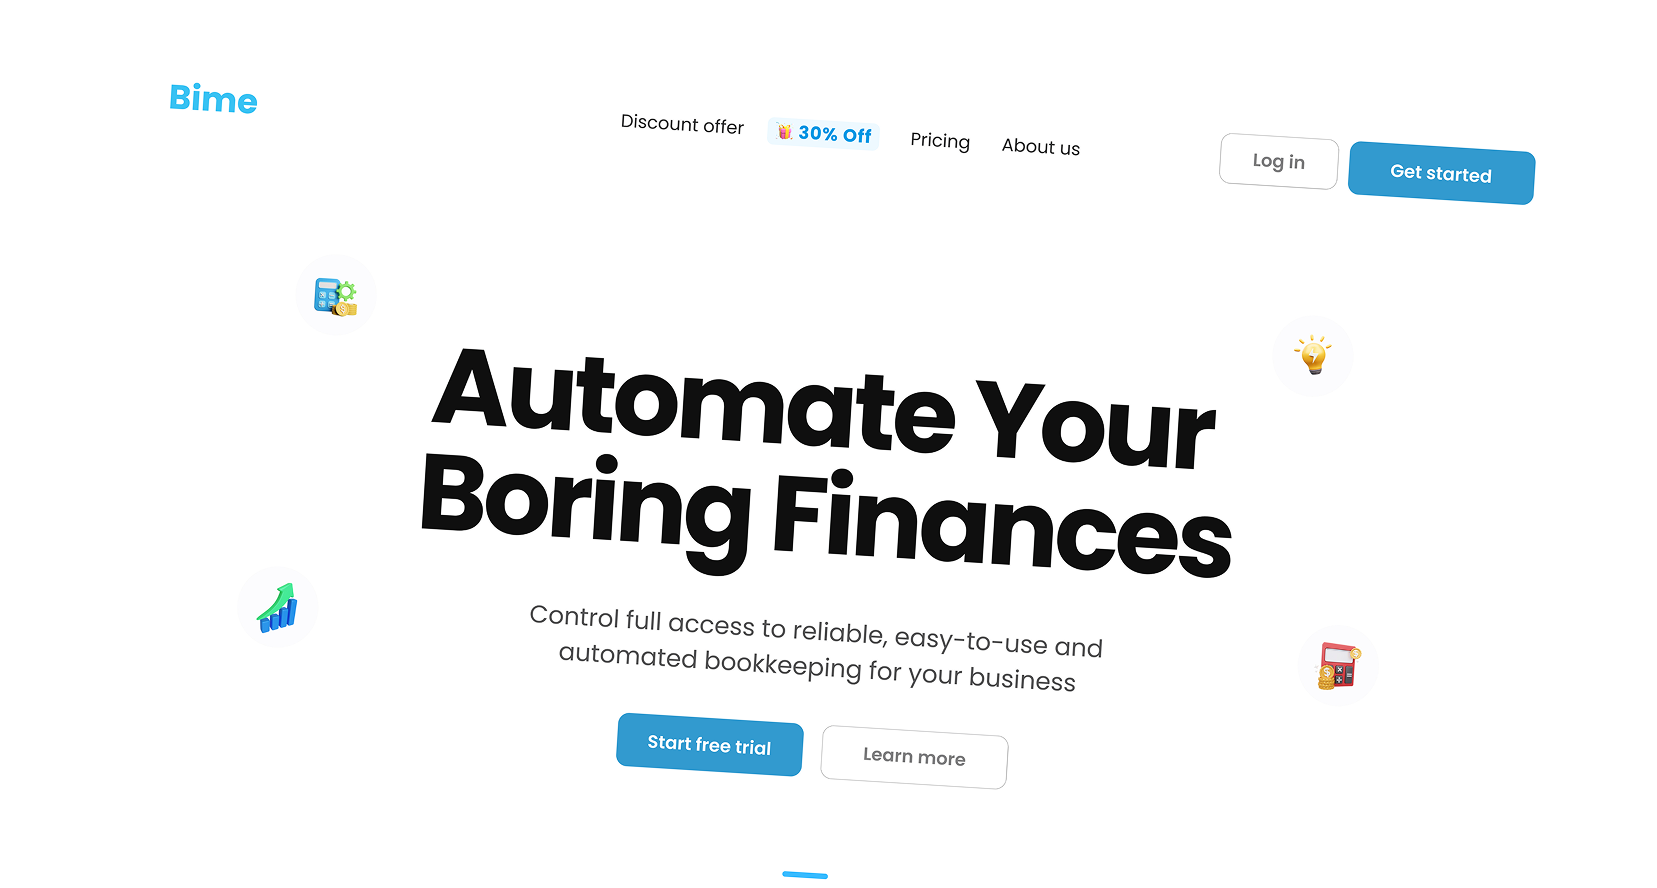 Bime
Discount offer
30% Off
Pricing
About us
Log in
Get started
Automate Your
Boring Finances
Control full access to reliable, easy-to-use and
automated bookkeeping for your business
Start free trial
Learn more